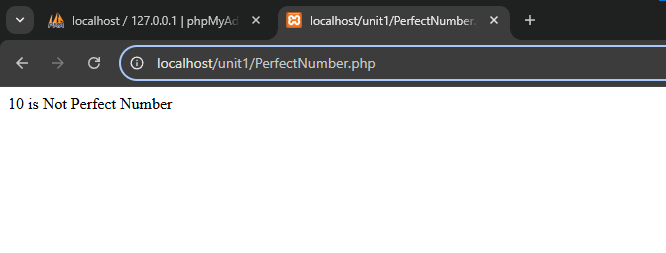 localhost / 127.0.0.1 | phpMyAd
localhost/unit1/PerfectNumber.
localhost/unit1/PerfectNumber.php
10 is Not Perfect Number